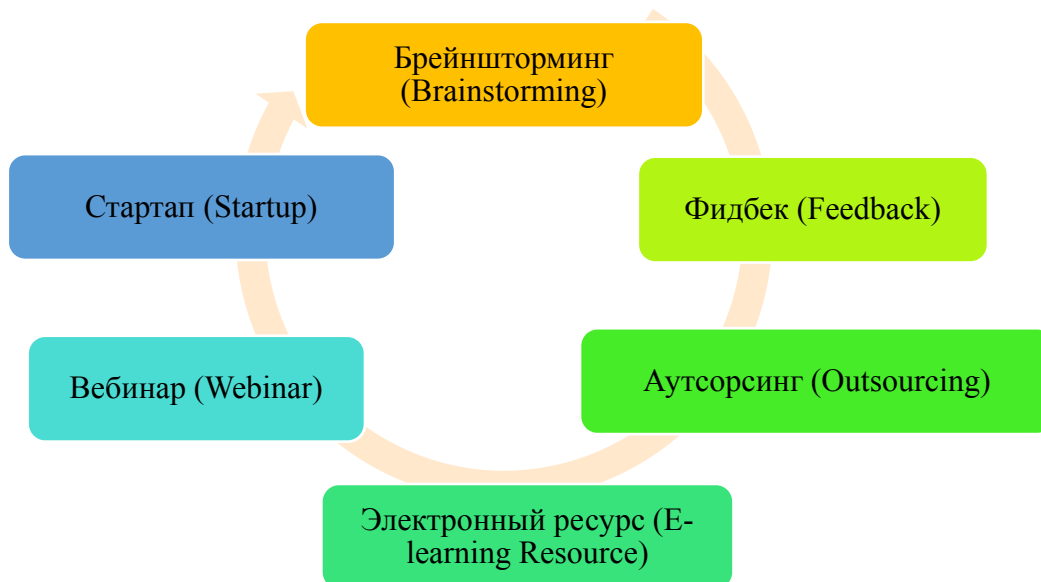 Брейншторминг
(Brainstorming)
Фидбек (Feedback)
Аутсорсинг (Outsourcing)
Электронный ресурс (E-
learning Resource)
Вебинар (Webinar)
Стартап (Startup)